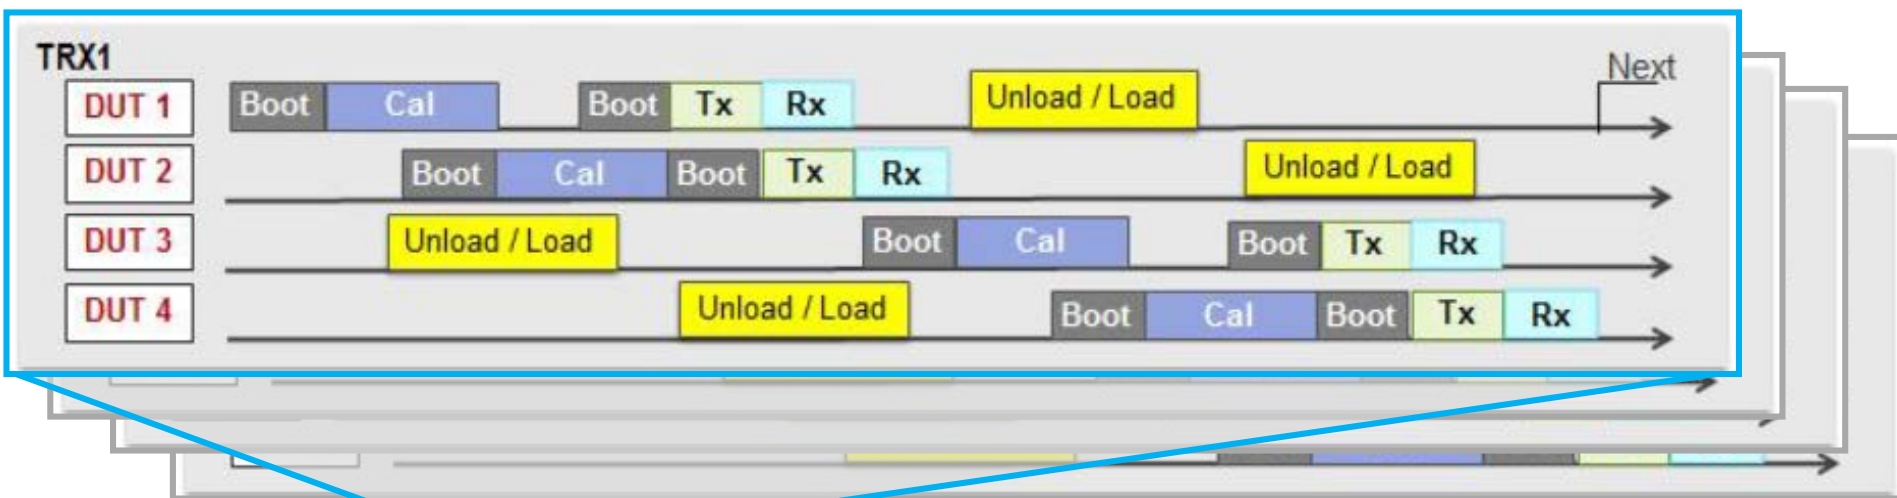 TRX1
Next
DUT 1 Boot Cal Boot Tx Rx Unload / Load
DUT 2 Boot Cal Boot Tx Rx Unload / Load
DUT 3 Unload / Load Boot Cal Boot Tx Rx
DUT 4 Unload / Load Boot Cal Boot Tx Rx